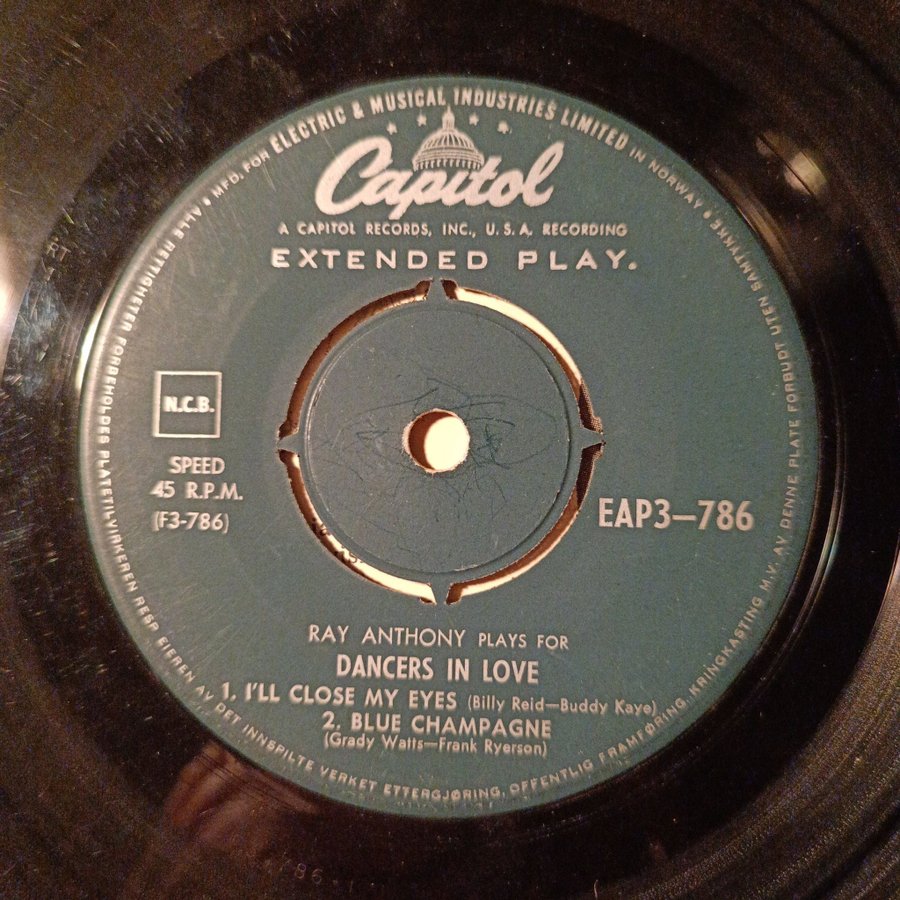 MFD. FOR ELECTRIC & MUSICAL INDUSTRIES LIMITED IN NORWAY •
Capitol
A CAPITOL RECORDS, INC., U.S.A. RECORDING
EXTENDED PLAY.
N.C.B.
SPEED
45 R.P.M.
(F3-786)
EAP3—786
RAY ANTHONY PLAYS FOR
DANCERS IN LOVE
1. I'LL CLOSE MY EYES (Billy Reid—Buddy Kaye)
2. BLUE CHAMPAGNE
(Grady Watts—Frank Ryerson)
ALLE RETTIGHETER FORBEHOLDES PLATETILVIRKEREN RESP EIEREN AV DET INNSPILTE VERKET ETTERGJØRING, OFFENTLIG FRAMFØRING, KRINGKASTING M.V. AV DENNE PLATE FORBUDT UTEN SAMTYKKE •